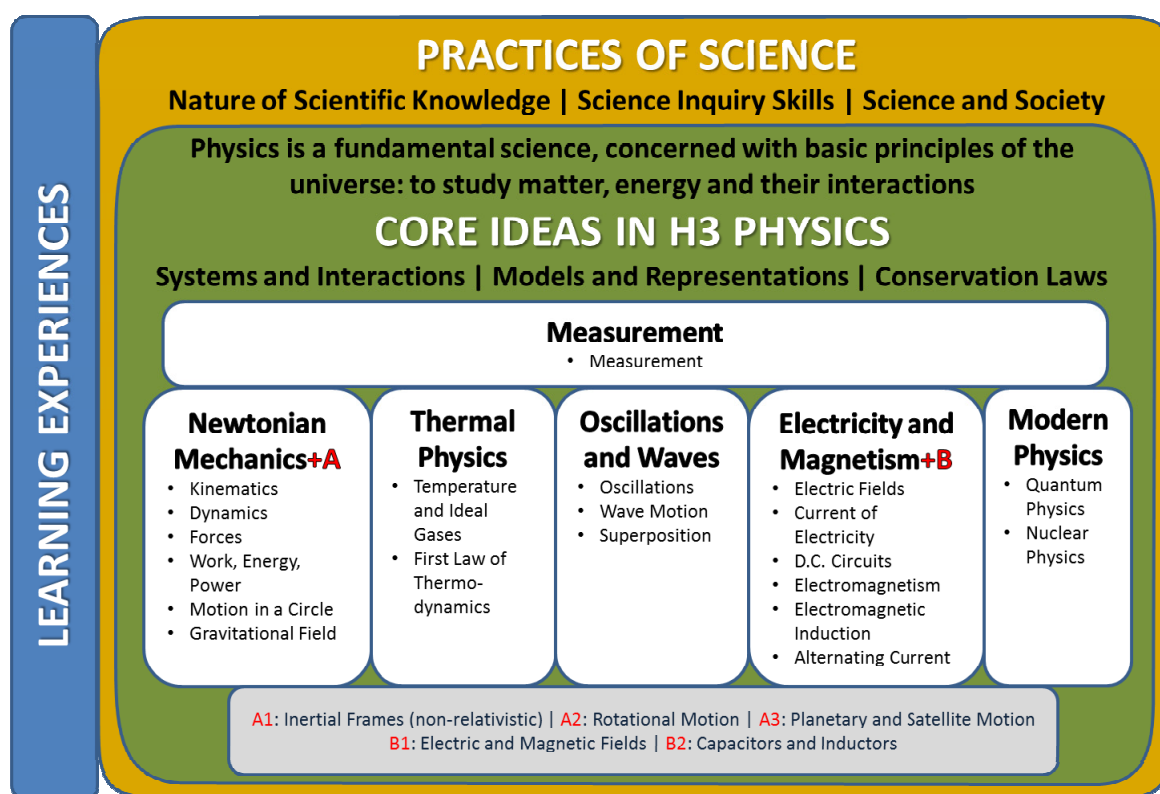 LEARNING EXPERIENCES
PRACTICES OF SCIENCE
Nature of Scientific Knowledge | Science Inquiry Skills | Science and Society
Physics is a fundamental science, concerned with basic principles of the
universe: to study matter, energy and their interactions
CORE IDEAS IN H3 PHYSICS
Systems and Interactions | Models and Representations | Conservation Laws
Measurement
• Measurement
Newtonian
Mechanics+A
• Kinematics
• Dynamics
• Forces
• Work, Energy,
Power
• Motion in a Circle
• Gravitational Field
Thermal
Physics
• Temperature
and Ideal
Gases
• First Law of
Thermo-
dynamics
Oscillations
and Waves
• Oscillations
• Wave Motion
• Superposition
Electricity and
Magnetism+B
• Electric Fields
• Current of
Electricity
• D.C. Circuits
• Electromagnetism
• Electromagnetic
Induction
• Alternating Current
Modern
Physics
• Quantum
Physics
• Nuclear
Physics
A1: Inertial Frames (non-relativistic) | A2: Rotational Motion | A3: Planetary and Satellite Motion
B1: Electric and Magnetic Fields | B2: Capacitors and Inductors